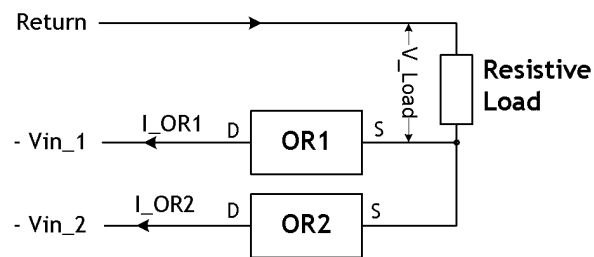 Return
V_Load
Resistive
Load
I_OR1
D
OR1
S
- Vin_1
I_OR2
D
OR2
S
- Vin_2